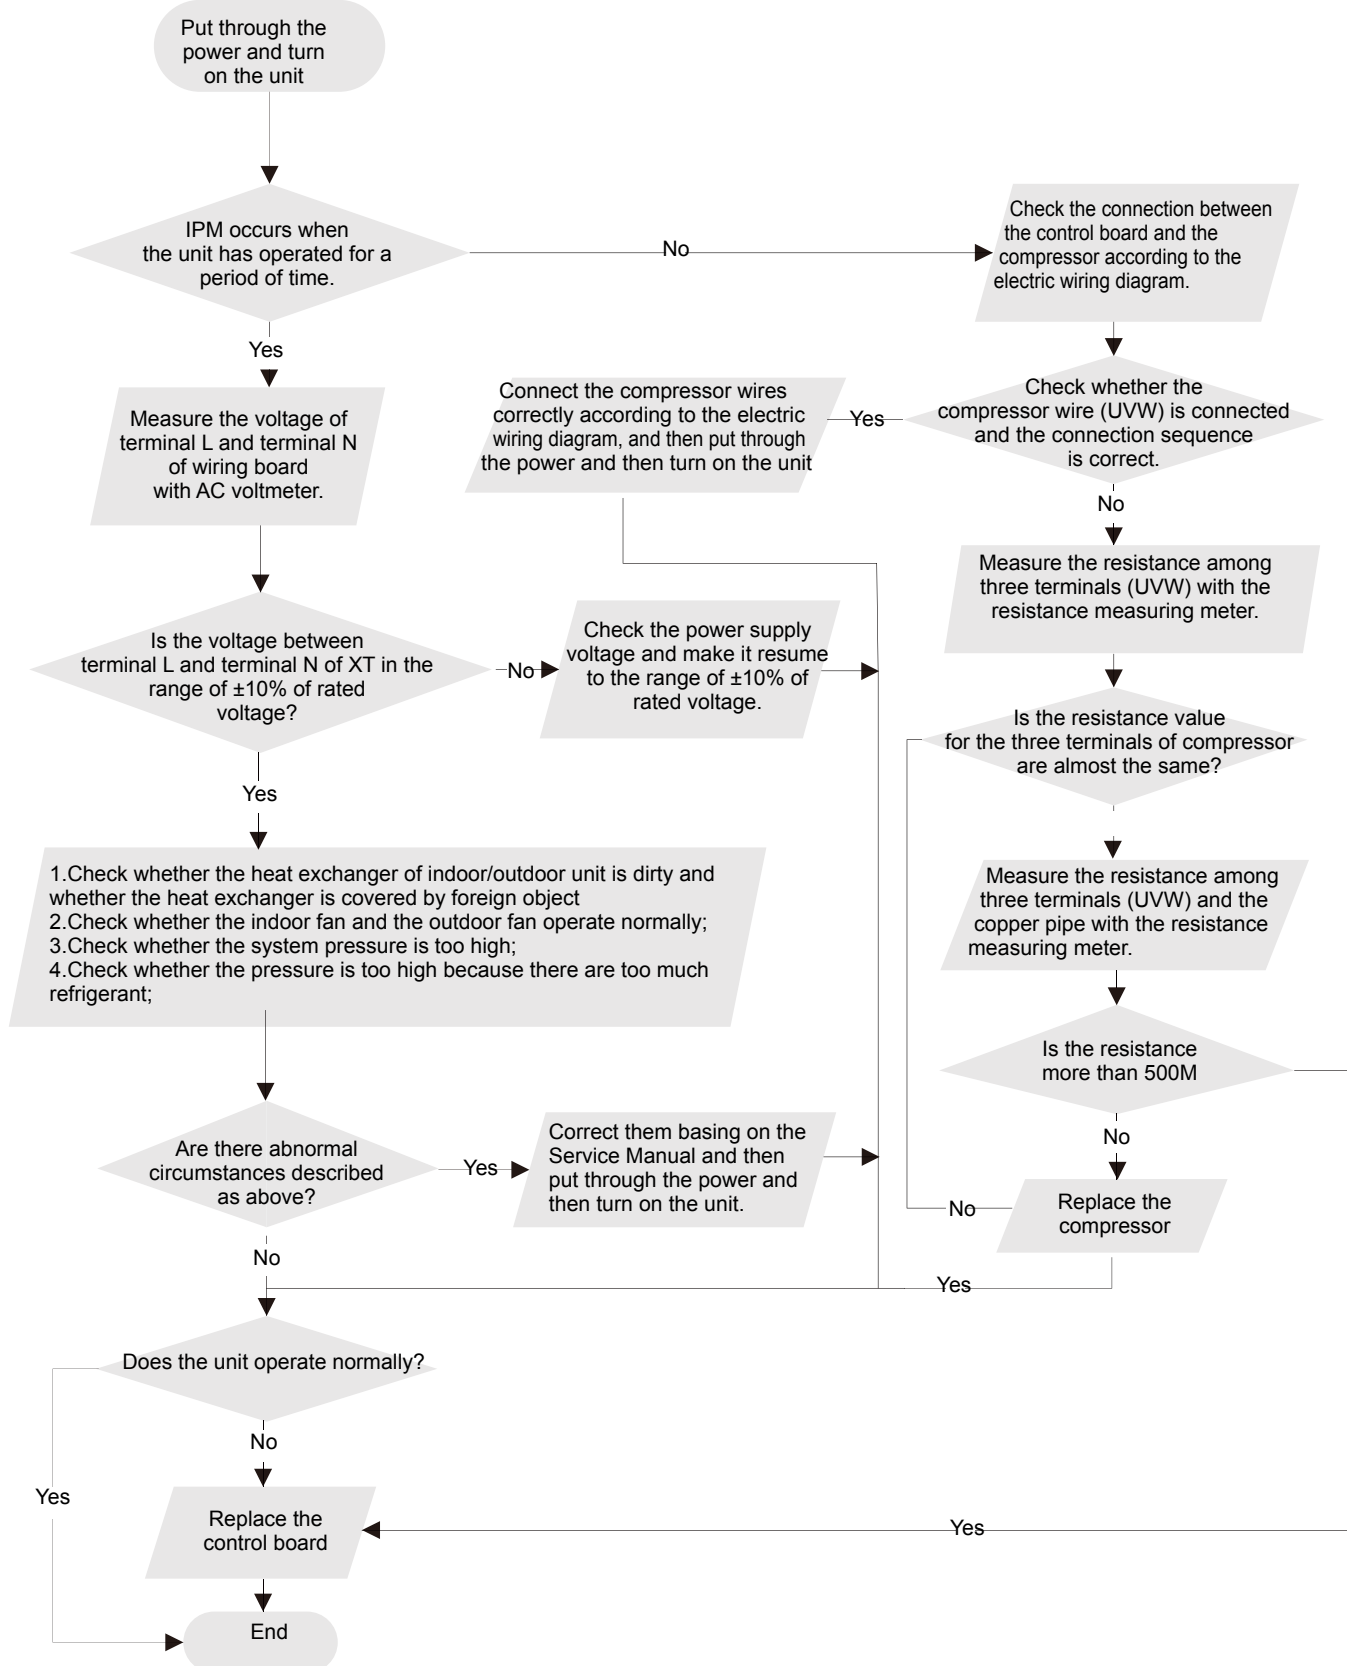 Put through the
power and turn
on the unit
IPM occurs when
the unit has operated for a
period of time.
No
Check the connection between
the control board and the
compressor according to the
electric wiring diagram.
Yes
Measure the voltage of
terminal L and terminal N
of wiring board
with AC voltmeter.
Connect the compressor wires
correctly according to the electric
wiring diagram, and then put through
the power and then turn on the unit
Yes
Check whether the
compressor wire (UVW) is connected
and the connection sequence
is correct.
No
Measure the resistance among
three terminals (UVW) with the
resistance measuring meter.
Is the voltage between
terminal L and terminal N of XT in the
range of ±10% of rated
voltage?
No
Check the power supply
voltage and make it resume
to the range of ±10% of
rated voltage.
Is the resistance value
for the three terminals of compressor
are almost the same?
Yes
1.Check whether the heat exchanger of indoor/outdoor unit is dirty and
whether the heat exchanger is covered by foreign object
2.Check whether the indoor fan and the outdoor fan operate normally;
3.Check whether the system pressure is too high;
4.Check whether the pressure is too high because there are too much
refrigerant;
Measure the resistance among
three terminals (UVW) and the
copper pipe with the resistance
measuring meter.
Is the resistance
more than 500M
No
Are there abnormal
circumstances described
as above?
Yes
Correct them basing on the
Service Manual and then
put through the power and
then turn on the unit.
No
Replace the
compressor
No
Yes
Does the unit operate normally?
No
Yes
Replace the
control board
Yes
End